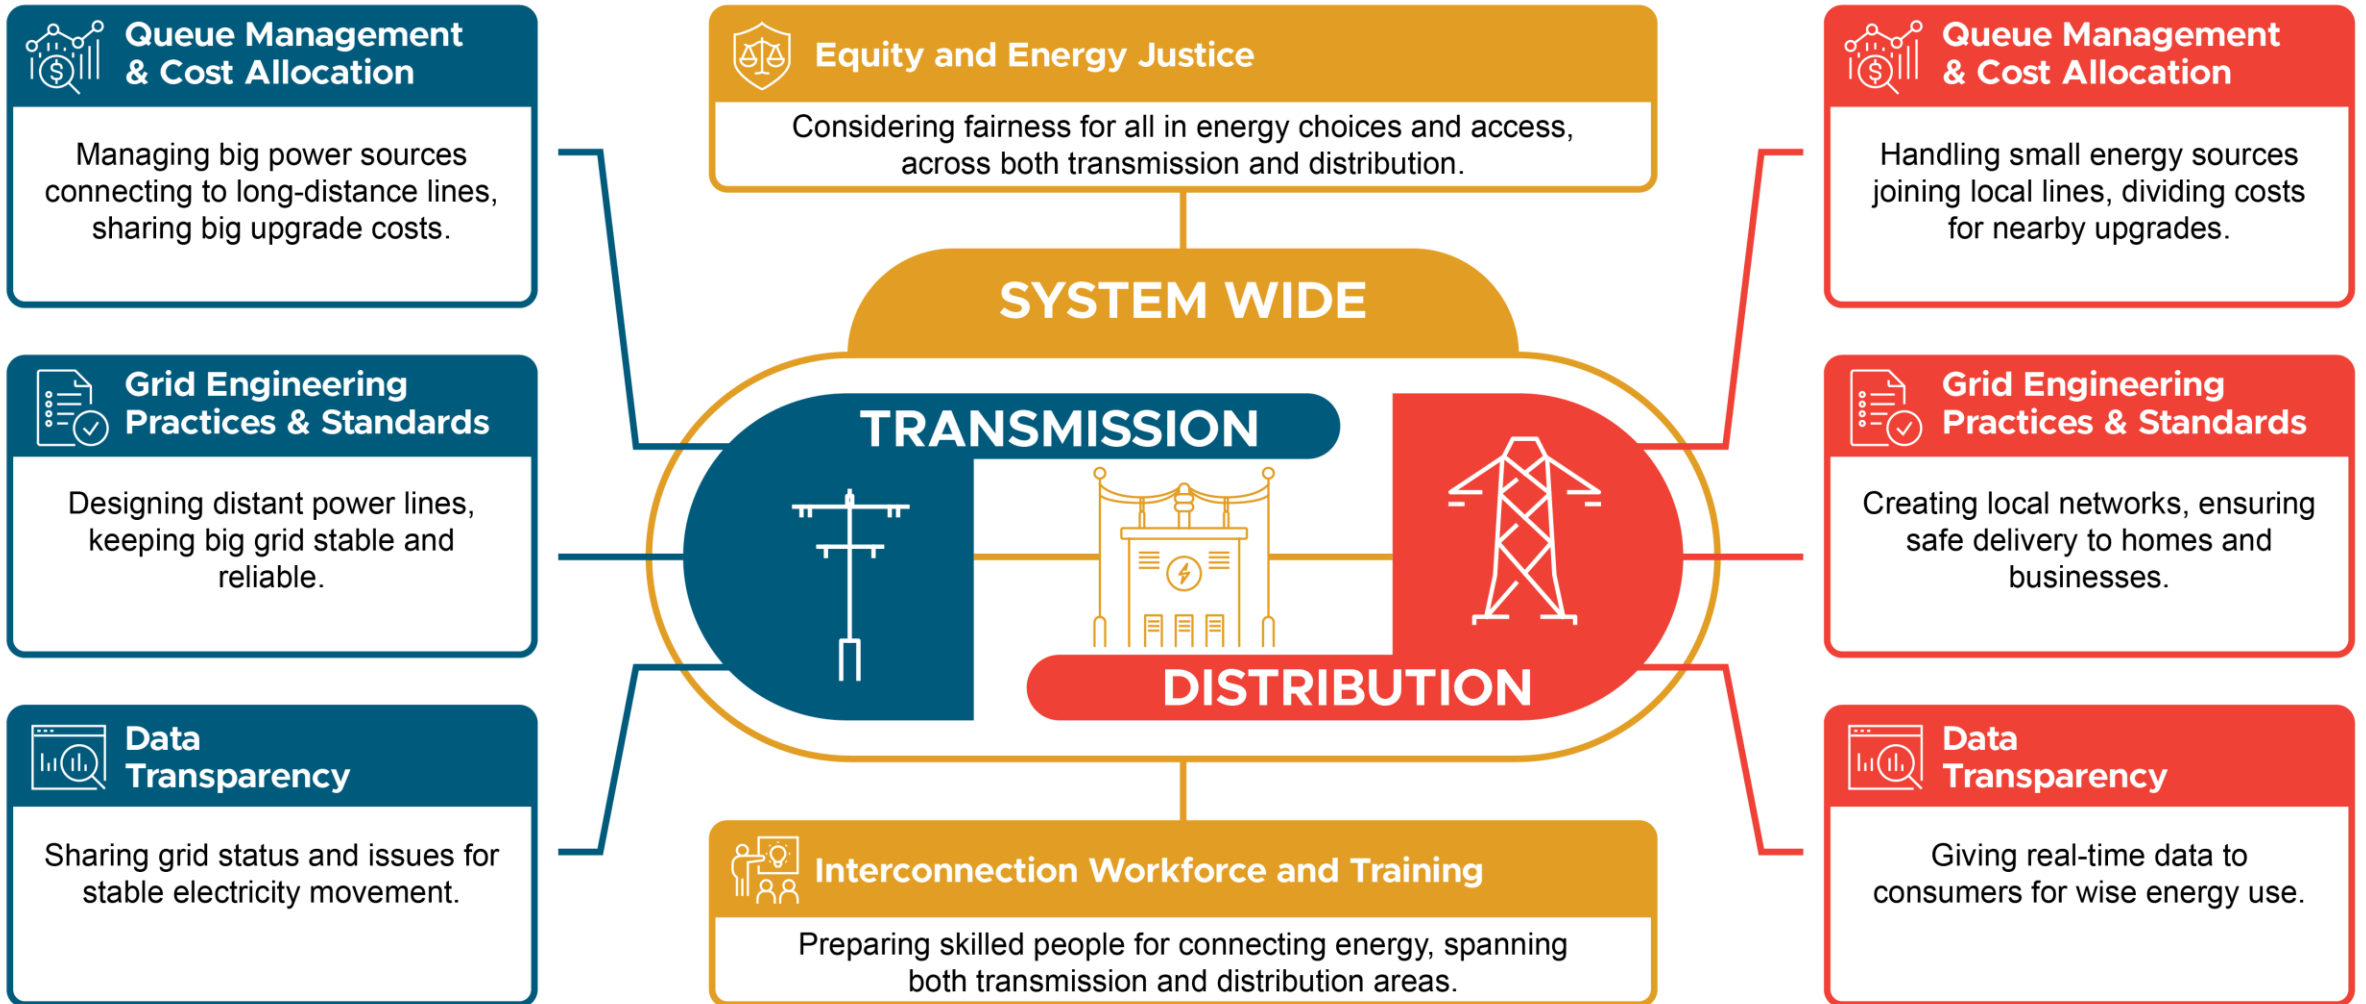 Queue Management
& Cost Allocation
Managing big power sources
connecting to long-distance lines,
sharing big upgrade costs.
Grid Engineering
Practices & Standards
Designing distant power lines,
keeping big grid stable and
reliable.
Data
Transparency
Sharing grid status and issues for
stable electricity movement.
Equity and Energy Justice
Considering fairness for all in energy choices and access,
across both transmission and distribution.
SYSTEM WIDE
TRANSMISSION
DISTRIBUTION
Interconnection Workforce and Training
Preparing skilled people for connecting energy, spanning
both transmission and distribution areas.
Queue Management
& Cost Allocation
Handling small energy sources
joining local lines, dividing costs
for nearby upgrades.
Grid Engineering
Practices & Standards
Creating local networks, ensuring
safe delivery to homes and
businesses.
Data
Transparency
Giving real-time data to
consumers for wise energy use.